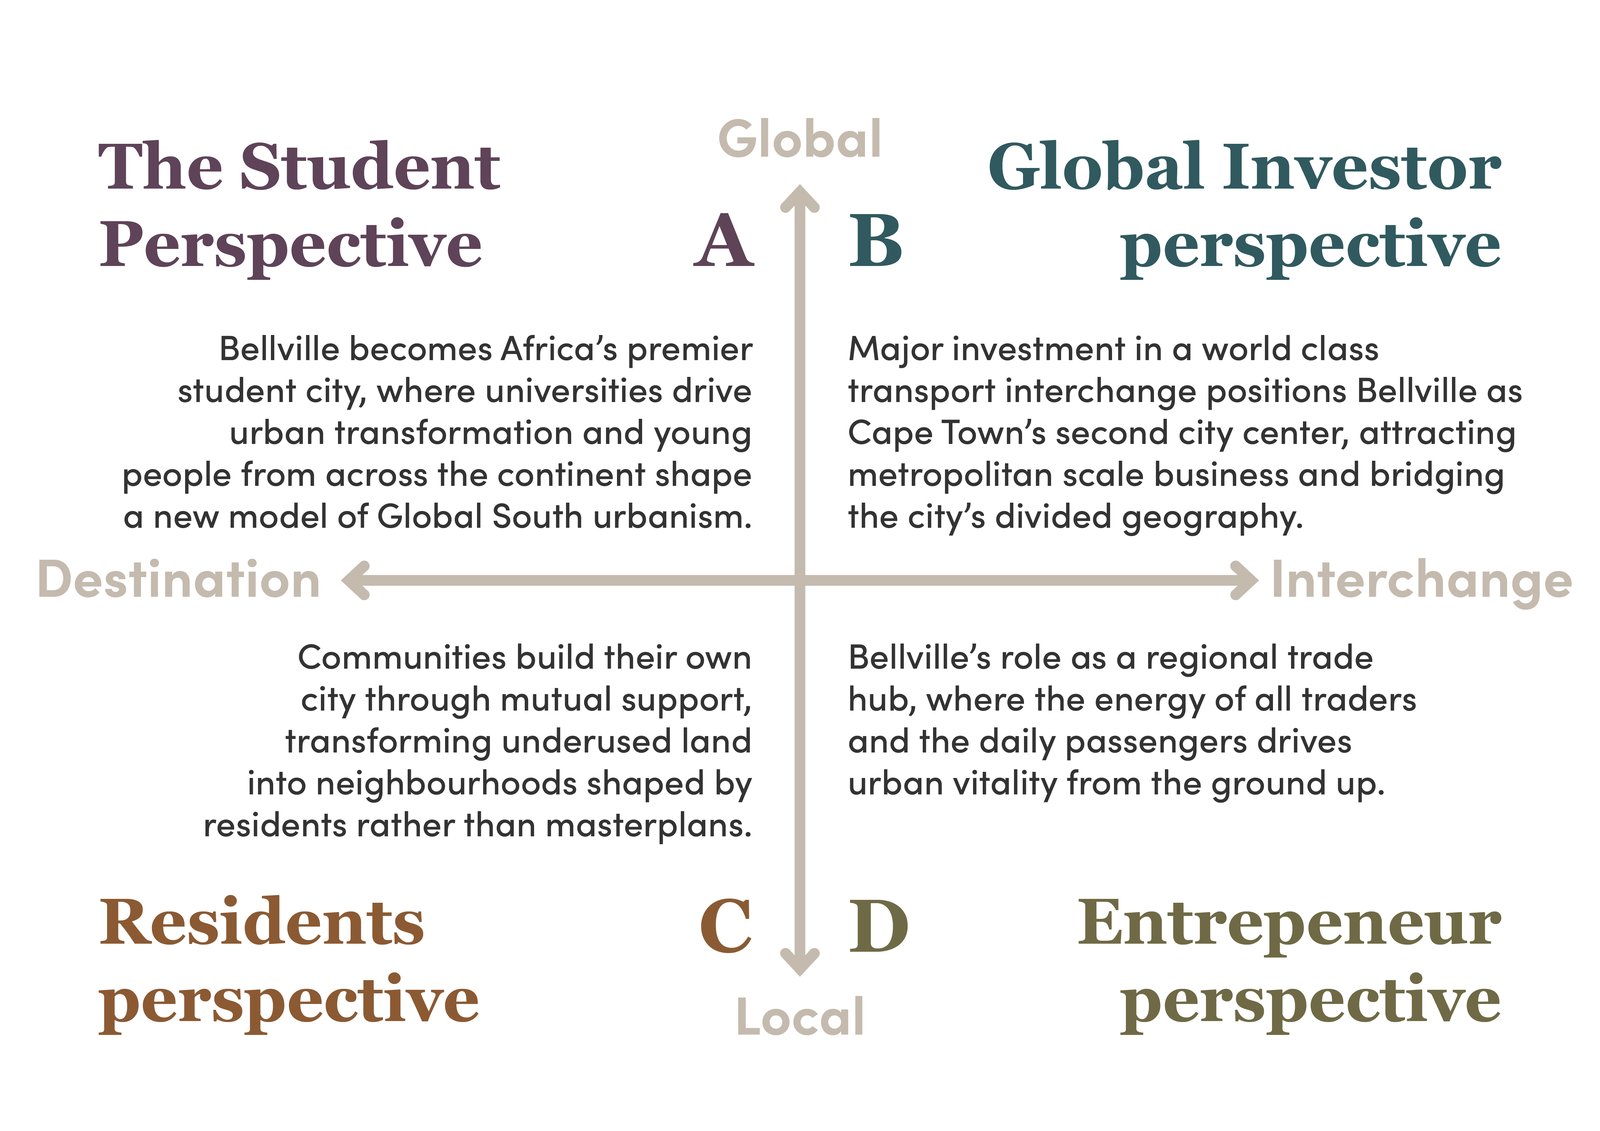 Global
The Student
Perspective
A
Bellville becomes Africa’s premier
student city, where universities drive
urban transformation and young
people from across the continent shape
a new model of Global South urbanism.
B
Global Investor
perspective
Major investment in a world class
transport interchange positions Bellville as
Cape Town’s second city center, attracting
metropolitan scale business and bridging
the city’s divided geography.
Destination
Interchange
Communities build their own
city through mutual support,
transforming underused land
into neighbourhoods shaped by
residents rather than masterplans.
Residents
perspective
C
Bellville’s role as a regional trade
hub, where the energy of all traders
and the daily passengers drives
urban vitality from the ground up.
D
Entrepeneur
perspective
Local